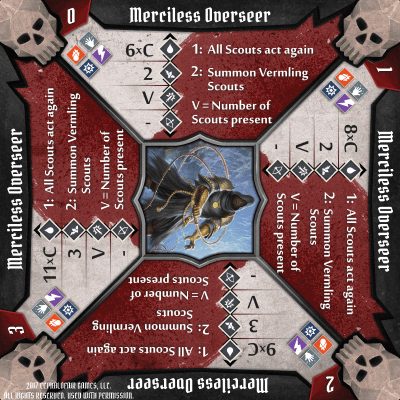 0
Merciless Overseer
6xC
2
V
-
1: All Scouts act again
2: Summon Vermling
Scouts
V = Number of
Scouts present
1
Merciless Overseer
8xC
2
V
-
1: All Scouts act again
2: Summon Vermling
Scouts
V = Number of
Scouts present
2
Merciless Overseer
9xC
3
V
-
1: All Scouts act again
2: Summon Vermling
Scouts
V = Number of
Scouts present
3
Merciless Overseer
11xC
3
V
-
1: All Scouts act again
2: Summon Vermling
Scouts
V = Number of
Scouts present
2017 CEPHALOFAIR GAMES, LLC.
ALL RIGHTS RESERVED. USED WITH PERMISSION.